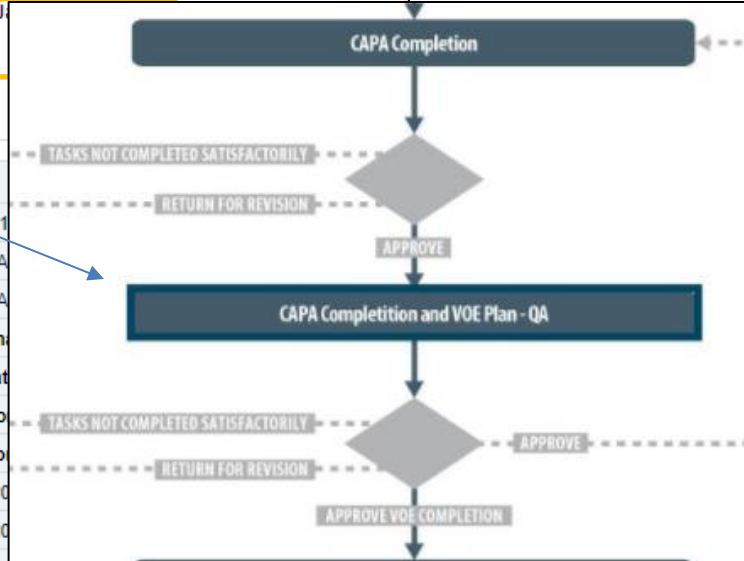 CAPA Completion
TASKS NOT COMPLETED SATISFACTORILY
RETURN FOR REVISION
APPROVE
CAPA Completition and VOE Plan - QA
TASKS NOT COMPLETED SATISFACTORILY
APPROVE
RETURN FOR REVISION
APPROVE VOE COMPLETION